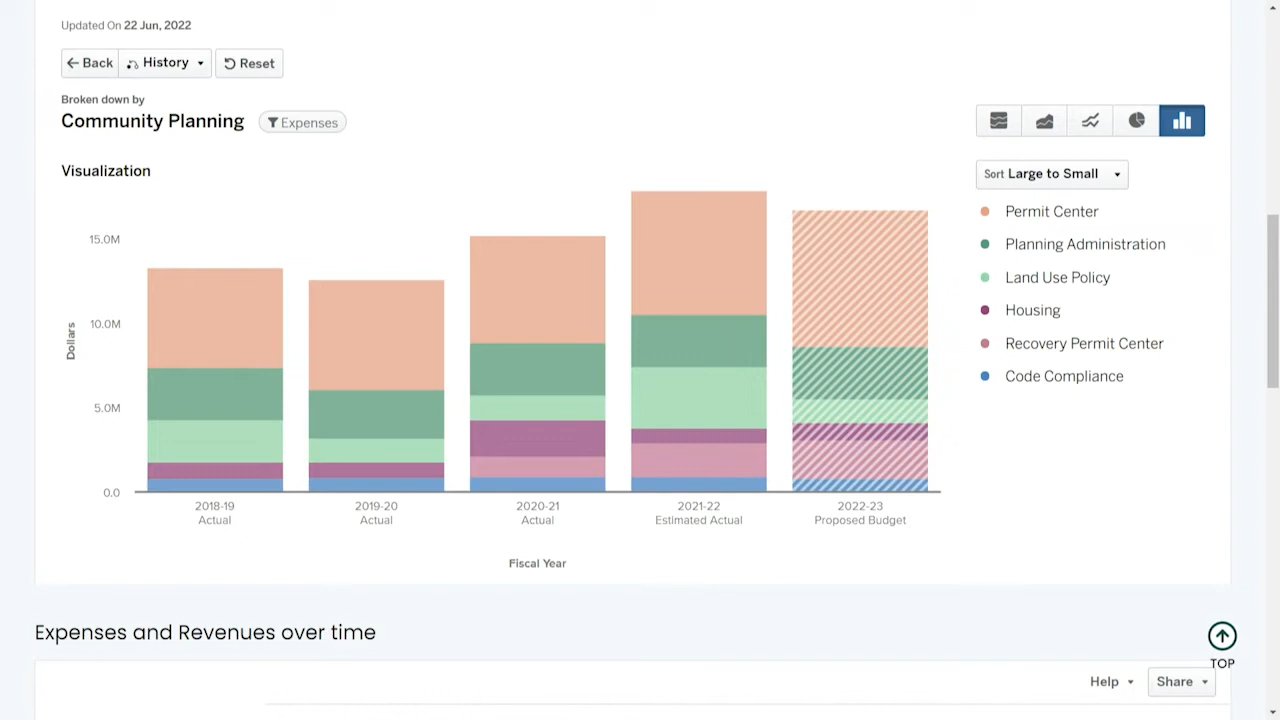 Updated On 22 Jun, 2022
Back
History
Reset
Broken down by
Community Planning
Expenses
Visualization
Sort Large to Small
Permit Center
Planning Administration
Land Use Policy
Housing
Recovery Permit Center
Code Compliance
Dollars
15.0M
10.0M
5.0M
0.0
2018-19
Actual
2019-20
Actual
2020-21
Actual
2021-22
Estimated Actual
2022-23
Proposed Budget
Fiscal Year
Expenses and Revenues over time
TOP
Help
Share